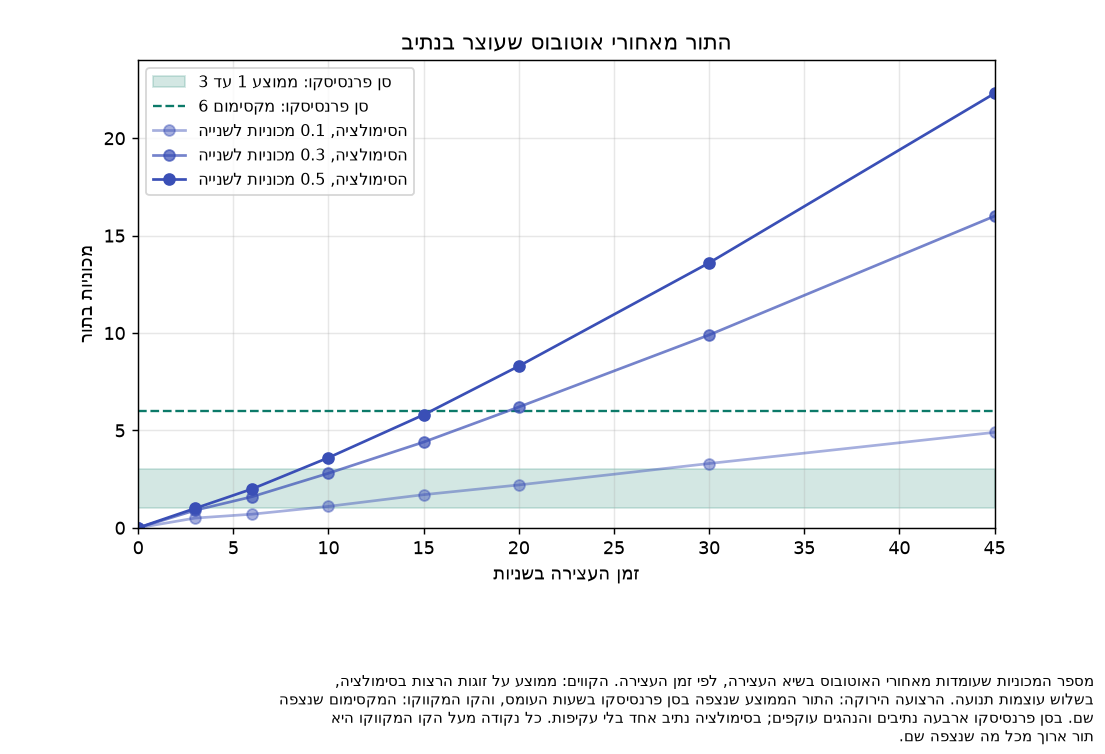 התור מאחורי אוטובוס שעוצר בנתיב
סן פרנסיסקו: ממוצע 1 עד 3
סן פרנסיסקו: מקסימום 6
הסימולציה, 0.1 מכוניות לשנייה
הסימולציה, 0.3 מכוניות לשנייה
הסימולציה, 0.5 מכוניות לשנייה
מכוניות בתור
20
15
10
5
0
0 5 10 15 20 25 30 35 40 45
זמן העצירה בשניות
מספר המכוניות שעומדות מאחורי האוטובוס בשיא העצירה, לפי זמן העצירה. הקווים: ממוצע על זוגות הרצות בסימולציה,
בשלוש עוצמות תנועה. הרצועה הירוקה: התור הממוצע שנצפה בסן פרנסיסקו בשעות העומס, והקו המקווקו: המקסימום שנצפה
שם. בסן פרנסיסקו ארבעה נתיבים והנהגים עוקפים; בסימולציה נתיב אחד בלי עקיפות. כל נקודה מעל הקו המקווקו היא
תור ארוך מכל מה שנצפה שם.